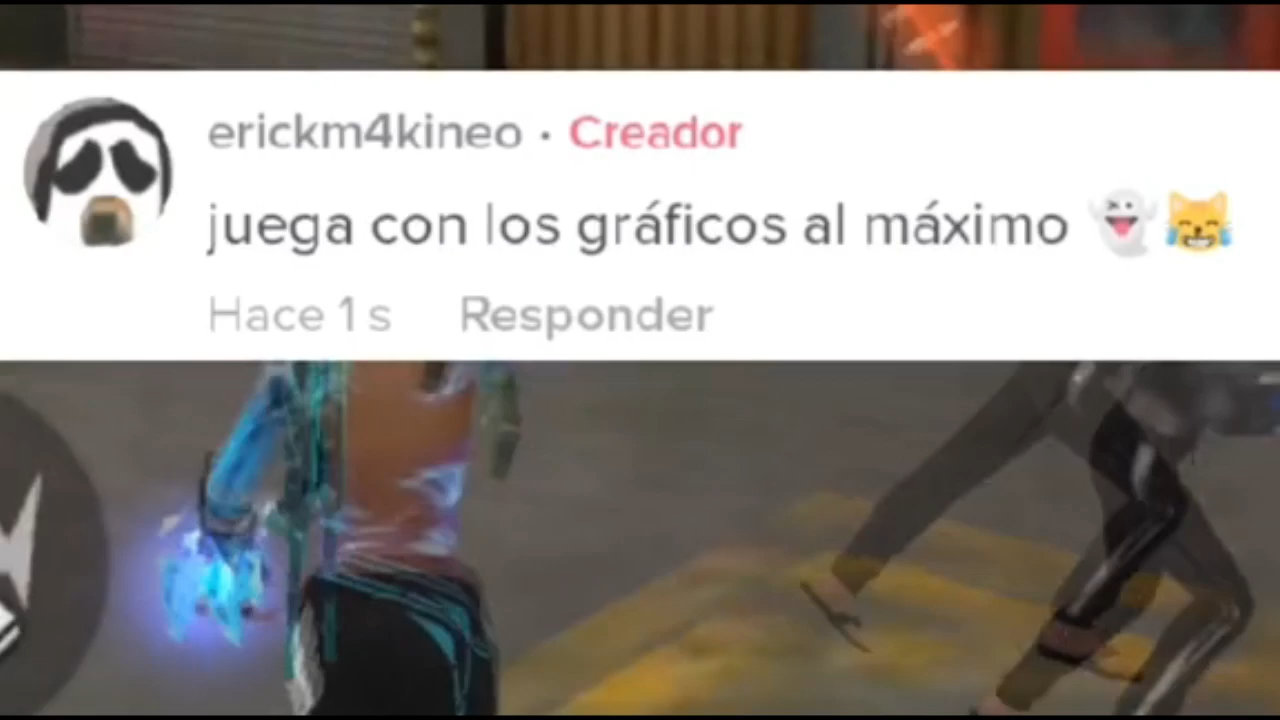 erickm4kineo · Creador
juega con los gráficos al máximo 👻😹
Hace 1 s Responder